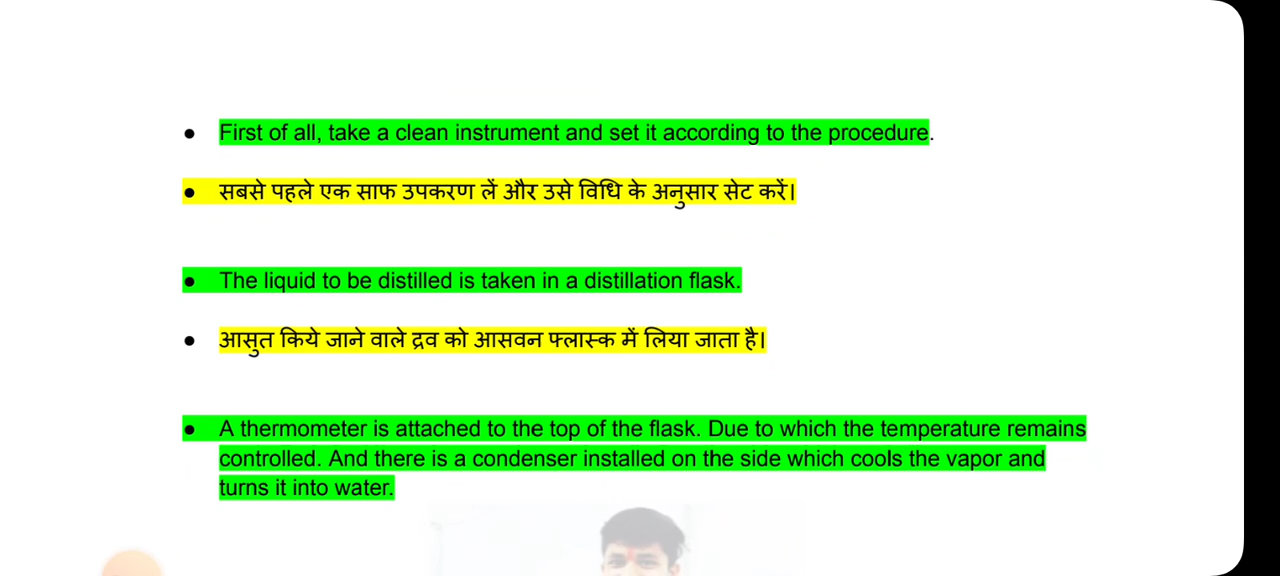 ● First of all, take a clean instrument and set it according to the procedure.
● सबसे पहले एक साफ उपकरण लें और उसे विधि के अनुसार सेट करें।
● The liquid to be distilled is taken in a distillation flask.
● आसुत किये जाने वाले द्रव को आसवन फ्लास्क में लिया जाता है।
● A thermometer is attached to the top of the flask. Due to which the temperature remains
controlled. And there is a condenser installed on the side which cools the vapor and
turns it into water.